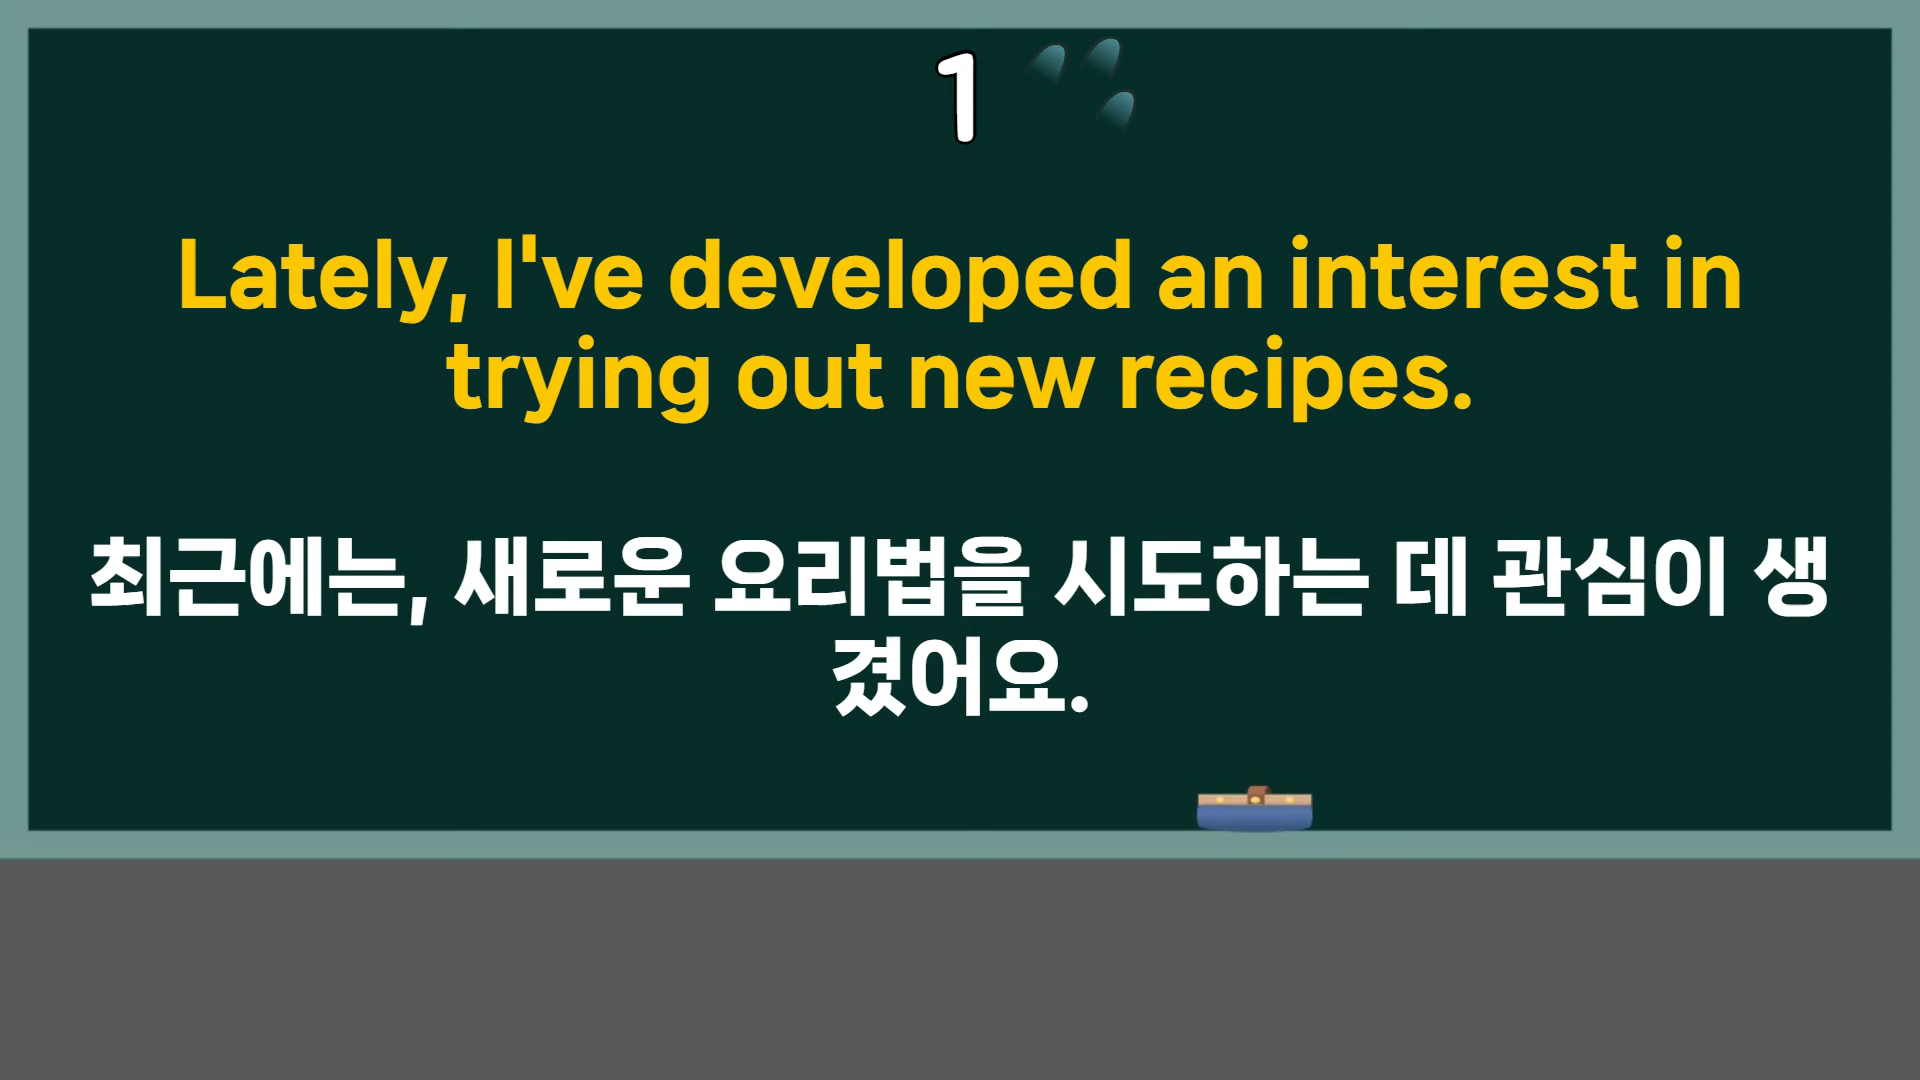 1
Lately, I've developed an interest in
trying out new recipes.
최근에는, 새로운 요리법을 시도하는 데 관심이 생
겼어요.